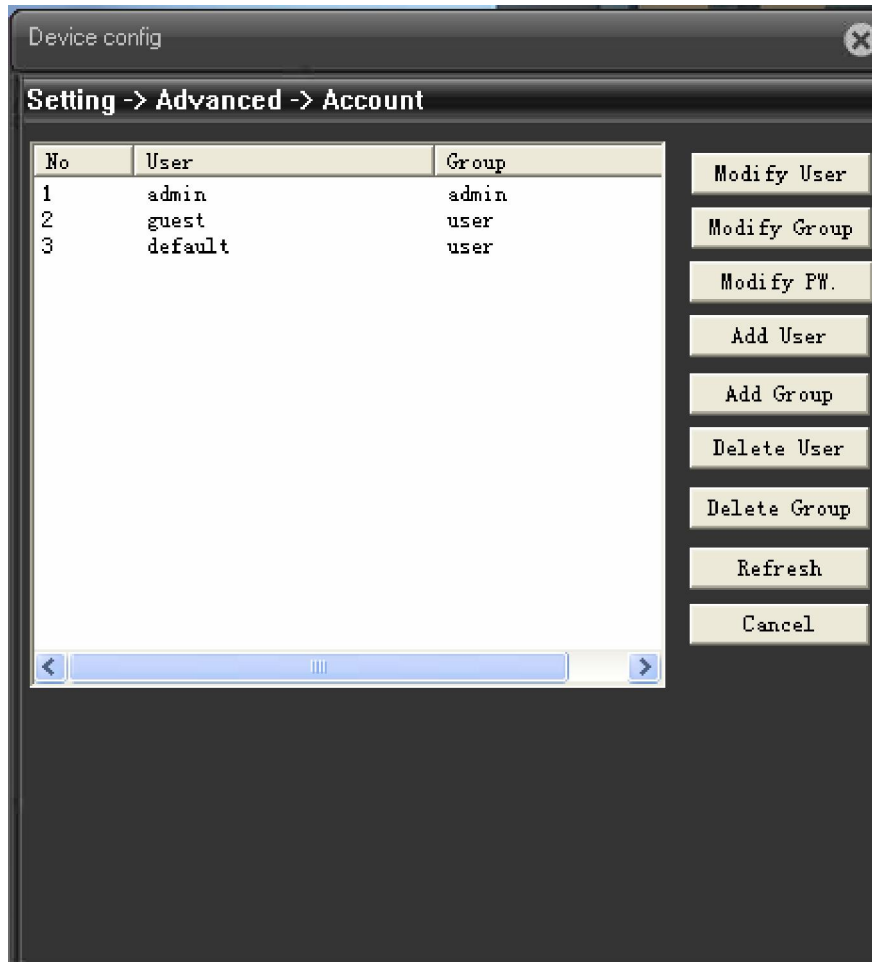 Device config
Setting -> Advanced -> Account
No User Group
1 admin admin
2 guest user
3 default user
Modify User
Modify Group
Modify PW.
Add User
Add Group
Delete User
Delete Group
Refresh
Cancel